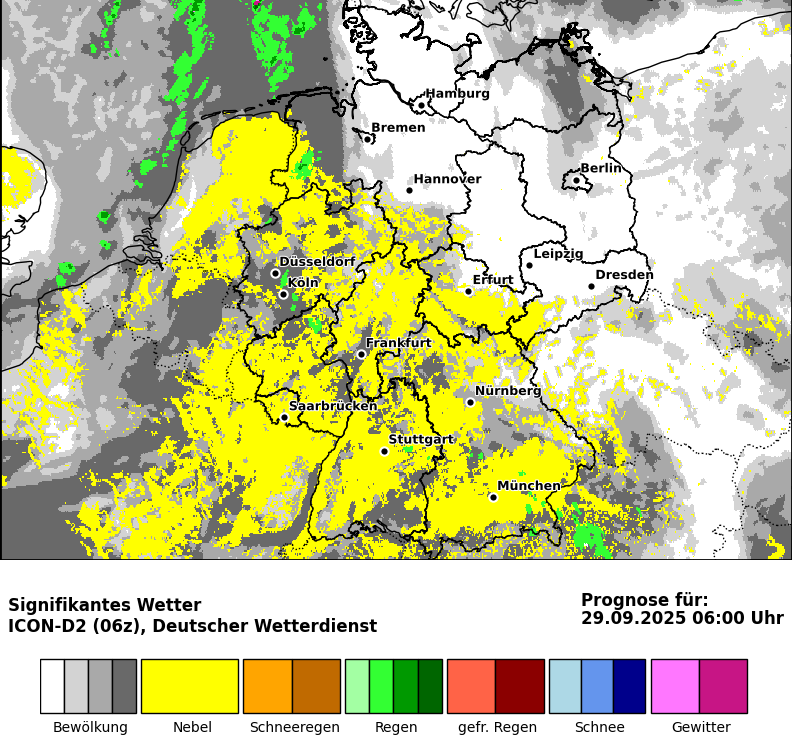 Hamburg
Bremen
Berlin
Hannover
Leipzig
Düsseldorf
Dresden
Köln
Erfurt
Frankfurt
Nürnberg
Saarbrücken
Stuttgart
München
Signifikantes Wetter
ICON-D2 (06z), Deutscher Wetterdienst
Prognose für:
29.09.2025 06:00 Uhr
Bewölkung Nebel Schneeregen Regen gefr. Regen Schnee Gewitter